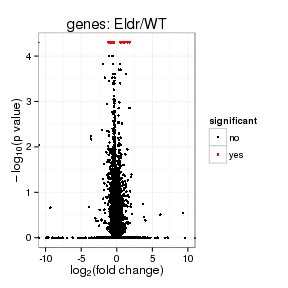 genes: Eldr/WT
4
3
2
1
0
−log10(p value)
-10 -5 0 5 10
log2(fold change)
significant
no
yes